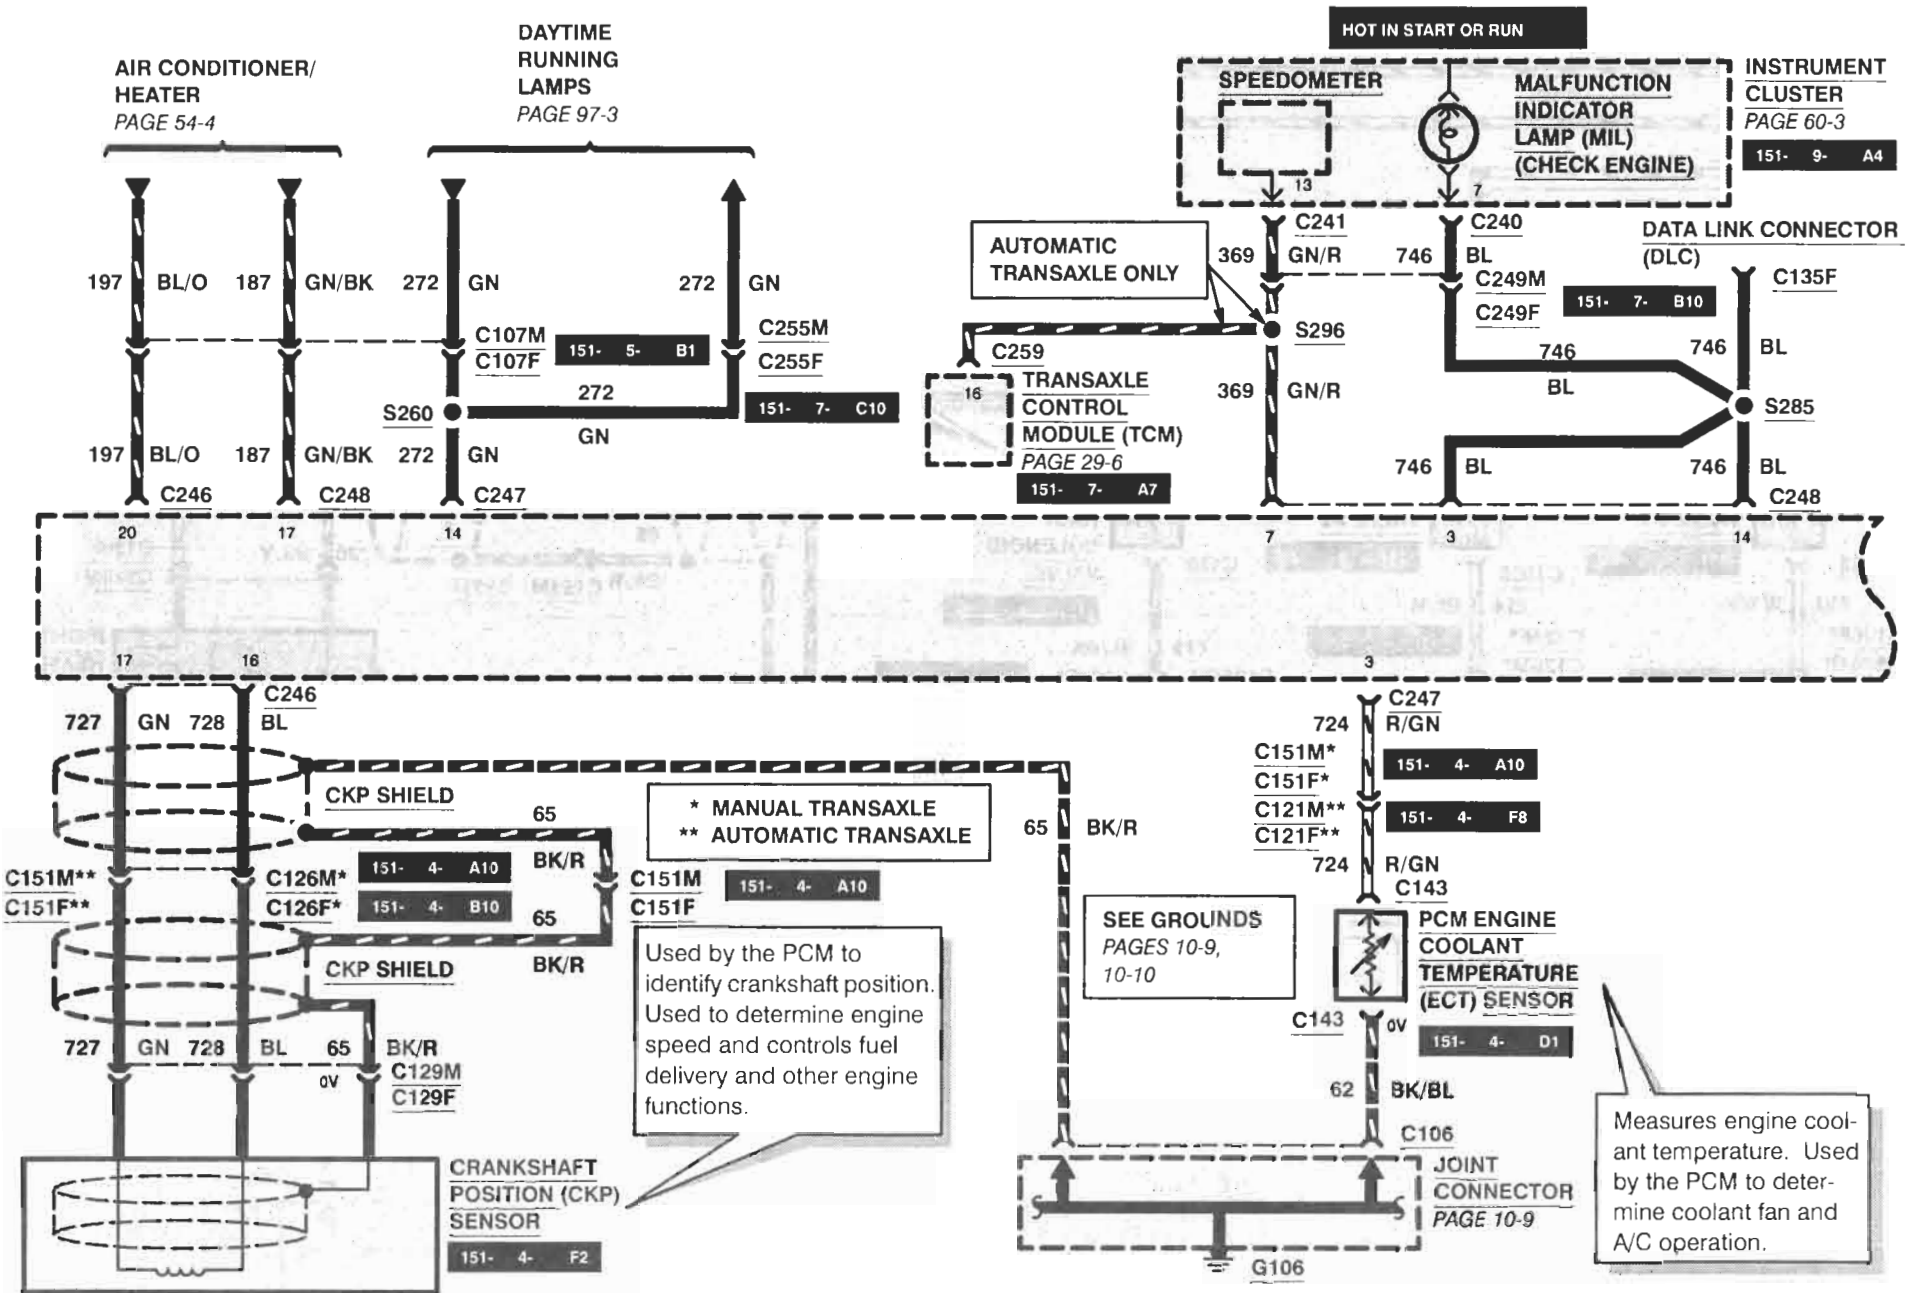 HOT IN START OR RUN
DAYTIME
RUNNING
LAMPS
PAGE 97-3
AIR CONDITIONER/
HEATER
PAGE 54-4
SPEEDOMETER
MALFUNCTION
INDICATOR
LAMP (MIL)
(CHECK ENGINE)
INSTRUMENT
CLUSTER
PAGE 60-3
151- 9- A4
13
7
C241
C240
DATA LINK CONNECTOR
(DLC)
AUTOMATIC
TRANSAXLE ONLY
369 GN/R
746 BL
197 BL/O
187 GN/BK
272 GN
272 GN
C249M
C249F
151- 7- B10
C135F
C107M
C107F
151- 5- B1
C255M
C255F
C259
S296
746
BL
746 BL
16
TRANSAXLE
CONTROL
MODULE (TCM)
PAGE 29-6
151- 7- A7
369 GN/R
272
GN
S260
151- 7- C10
S285
197 BL/O
187 GN/BK
272 GN
746 BL
746 BL
C246
C248
C247
C248
20
17
14
7
3
14
17
16
3
C246
C247
727 GN
728 BL
724 R/GN
C151M*
C151F*
C121M**
C121F**
151- 4- A10
151- 4- F8
CKP SHIELD
65
BK/R
* MANUAL TRANSAXLE
** AUTOMATIC TRANSAXLE
65 BK/R
724 R/GN
C143
C151M**
C151F**
C126M*
C126F*
151- 4- A10
151- 4- B10
C151M
C151F
151- 4- A10
65
BK/R
CKP SHIELD
SEE GROUNDS
PAGES 10-9,
10-10
PCM ENGINE
COOLANT
TEMPERATURE
(ECT) SENSOR
151- 4- D1
C143
0V
Used by the PCM to
identify crankshaft position.
Used to determine engine
speed and controls fuel
delivery and other engine
functions.
727 GN
728 BL
65 BK/R
0V
C129M
C129F
62 BK/BL
C106
Measures engine cool-
ant temperature. Used
by the PCM to deter-
mine coolant fan and
A/C operation.
CRANKSHAFT
POSITION (CKP)
SENSOR
151- 4- F2
JOINT
CONNECTOR
PAGE 10-9
G106